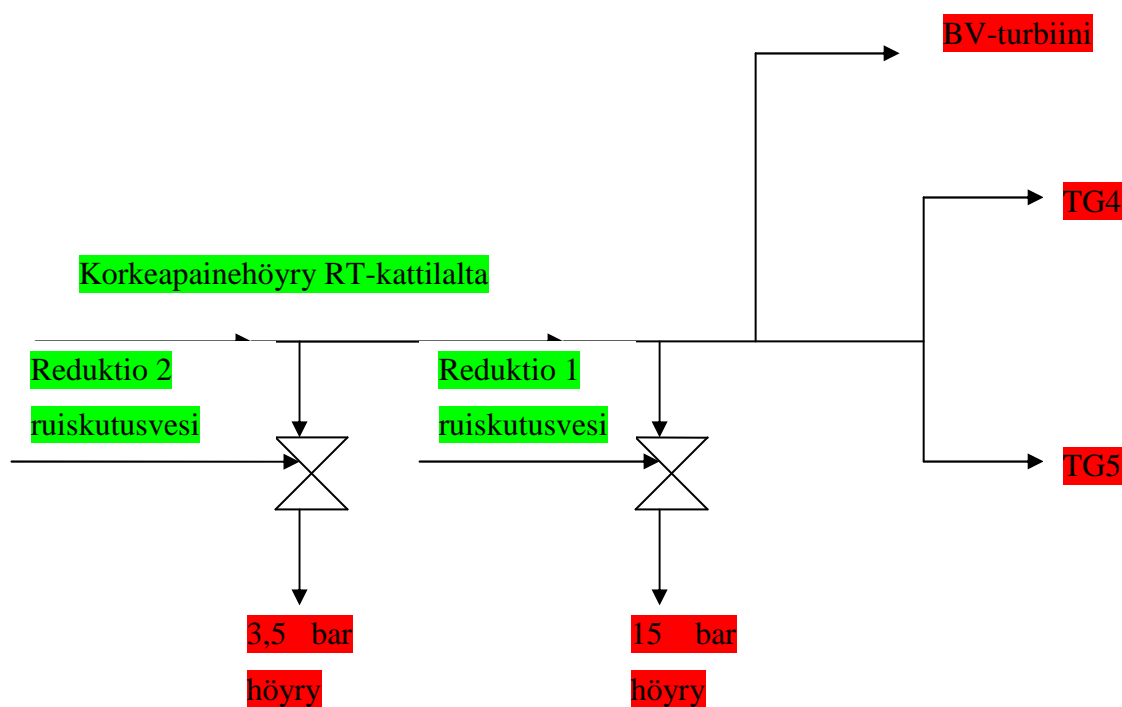 BV-turbiini
TG4
Korkeapainehöyry RT-kattilalta
Reduktio 2
ruiskutusvesi
Reduktio 1
ruiskutusvesi
TG5
3,5 bar
höyry
15 bar
höyry